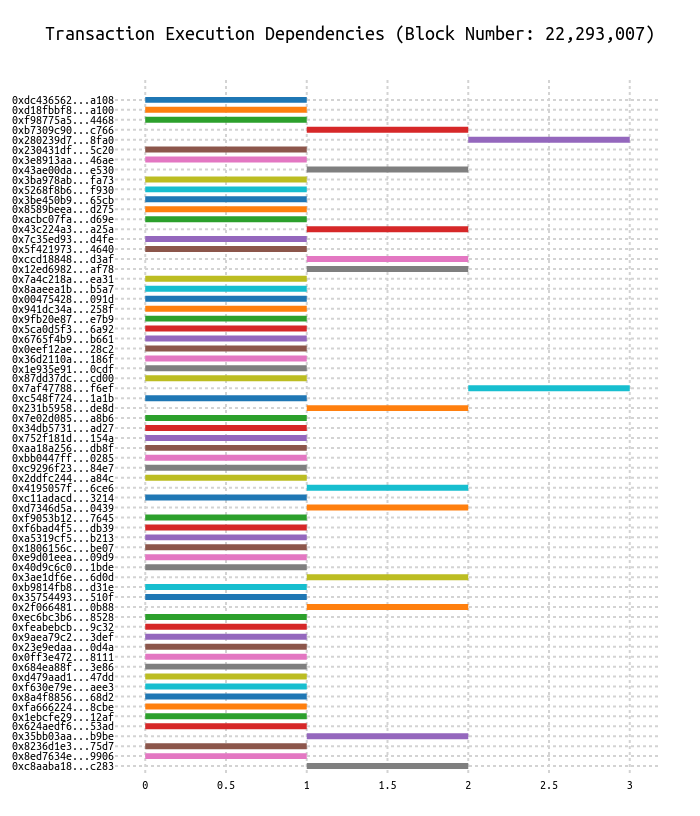 Transaction Execution Dependencies (Block Number: 22,293,007)
0xdc436562...a108
0xd18fbbf8...a100
0xf98775a5...4468
0xb7309c90...c766
0x280239d7...8fa0
0x230431df...5c20
0x3e8913aa...46ae
0x43ae00da...e530
0x3ba978ab...fa73
0x5268f8b6...f930
0x3be450b9...65cb
0x8589beea...d275
0xacbc07fa...d69e
0x43c224a3...a25a
0x7c35ed93...d4fe
0x5f421973...4640
0xccd18848...d3af
0x12ed6982...af78
0x7a4c218a...ea31
0x8aaeea1b...b5a7
0x00475428...091d
0x941dc34a...258f
0x9fb20e87...e7b9
0x5ca0d5f3...6a92
0x6765f4b9...b661
0x0eef12ae...28c2
0x36d2110a...186f
0x1e935e91...0cdf
0x87dd37dc...cd00
0x7af47788...f6ef
0xc548f724...1a1b
0x231b5958...de8d
0x7e02d085...a8b6
0x34db5731...ad27
0x752f181d...154a
0xaa18a256...db8f
0xbb0447ff...0285
0xc9296f23...84e7
0x2ddfc244...a84c
0x4195057f...6ce6
0xc11adacd...3214
0xd7346d5a...0439
0xf9053b12...7645
0xf6bad4f5...db39
0xa5319cf5...b213
0x1806156c...be07
0xe9d01eea...09d9
0x40d9c6c0...1bde
0x3ae1df6e...6d0d
0xb9814fb8...d31e
0x35754493...510f
0x2f066481...0b88
0xec6bc3b6...8528
0xfeabebcb...9c32
0x9aea79c2...3def
0x23e9edaa...0d4a
0x0ff3e472...8111
0x684ea88f...3e86
0xd479aad1...47dd
0xf630e79e...aee3
0x8a4f8856...68d2
0xfa666224...8cbe
0x1ebcfe29...12af
0x624aedf6...53ad
0x35bb03aa...b9be
0x8236d1e3...75d7
0x8ed7634e...9906
0xc8aaba18...c283
0 0.5 1 1.5 2 2.5 3